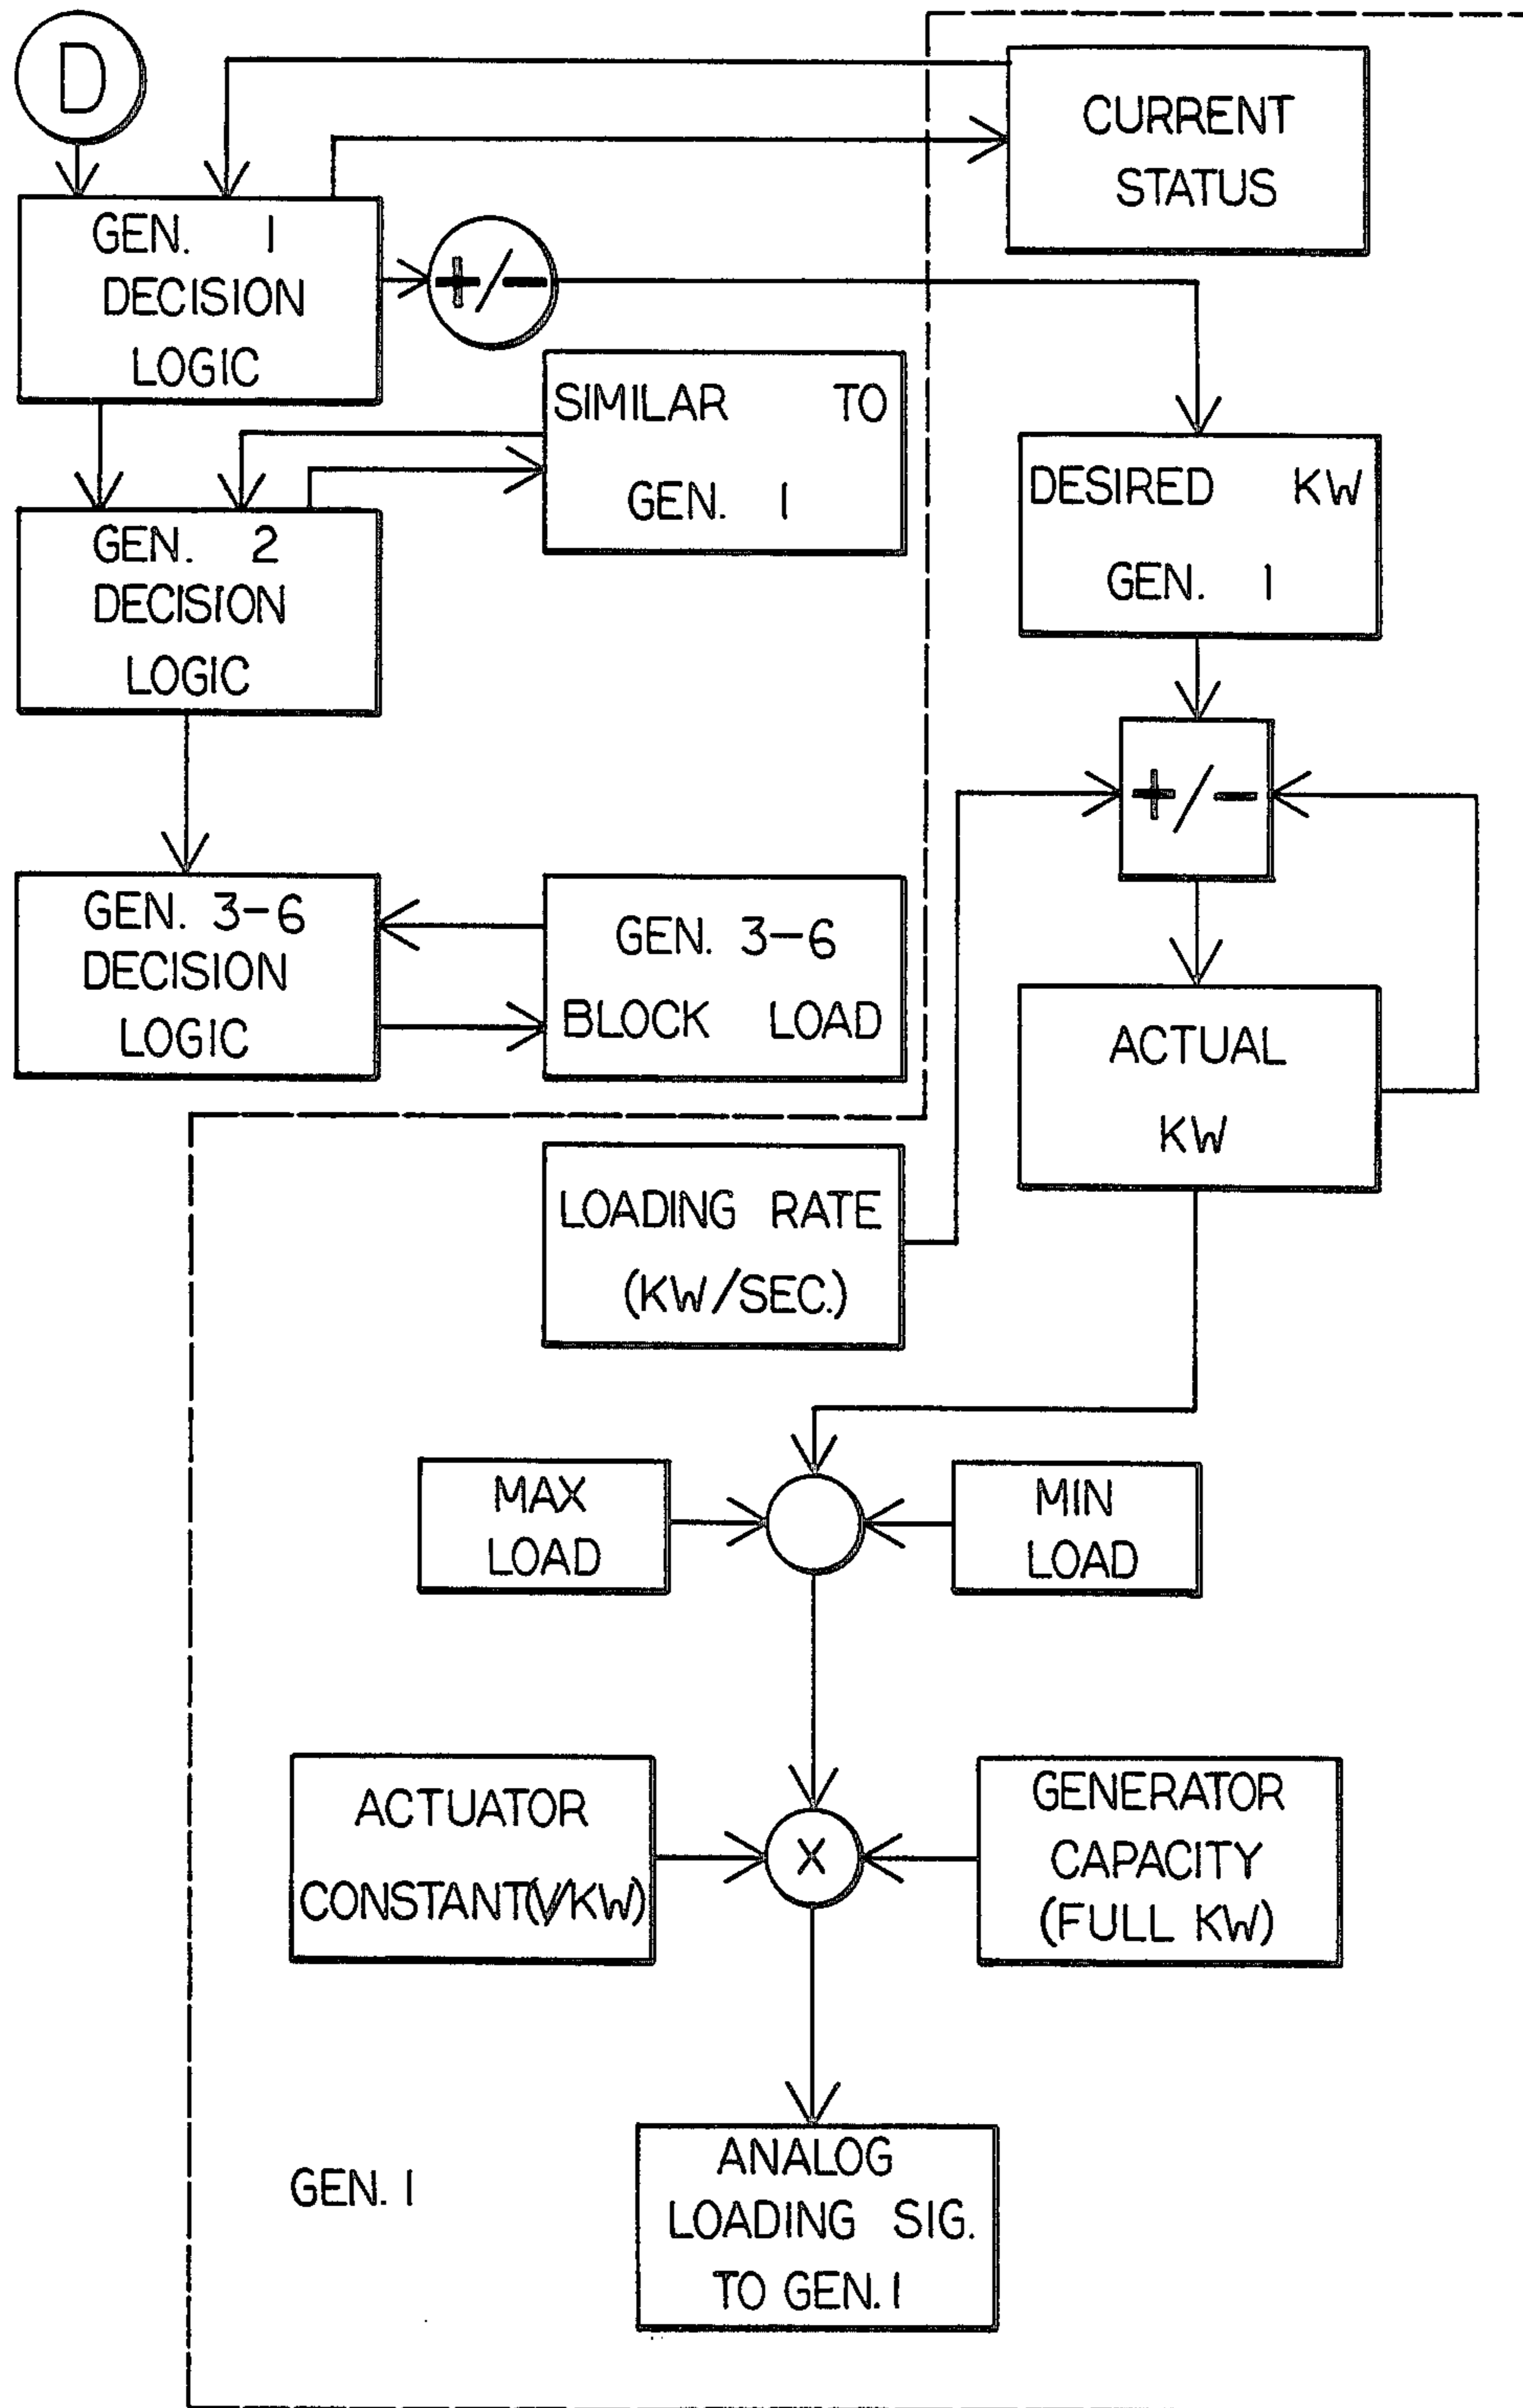 D
CURRENT
STATUS
GEN. 1
DECISION
LOGIC
+/-
SIMILAR TO
GEN. 1
DESIRED KW
GEN. 1
GEN. 2
DECISION
LOGIC
+/-
GEN. 3-6
DECISION
LOGIC
GEN. 3-6
BLOCK LOAD
ACTUAL
KW
LOADING RATE
(KW/SEC.)
MAX
LOAD
MIN
LOAD
ACTUATOR
CONSTANT(V/KW)
X
GENERATOR
CAPACITY
(FULL KW)
GEN. 1
ANALOG
LOADING SIG.
TO GEN. 1